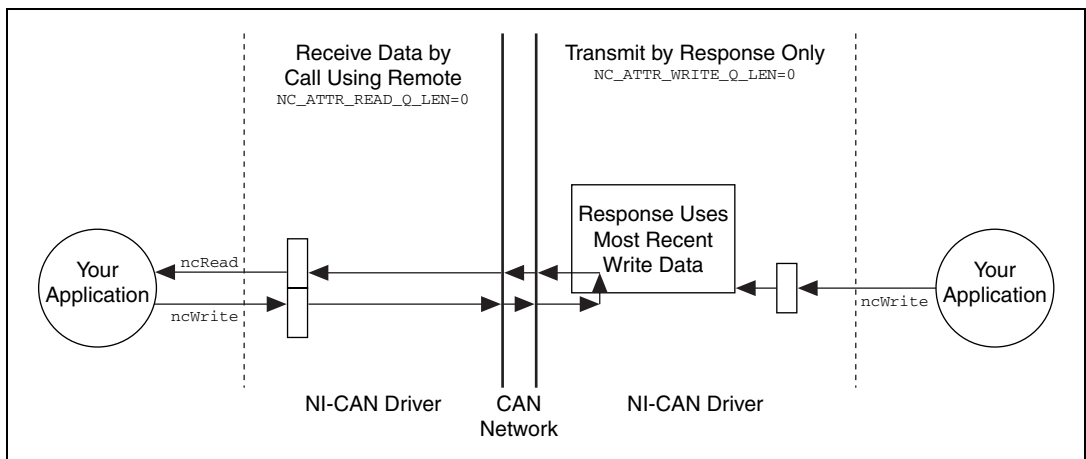 Receive Data by
Call Using Remote
NC_ATTR_READ_Q_LEN=0
Transmit by Response Only
NC_ATTR_WRITE_Q_LEN=0
Your
Application
ncRead
ncWrite
Response Uses
Most Recent
Write Data
ncWrite
Your
Application
NI-CAN Driver
CAN
Network
NI-CAN Driver